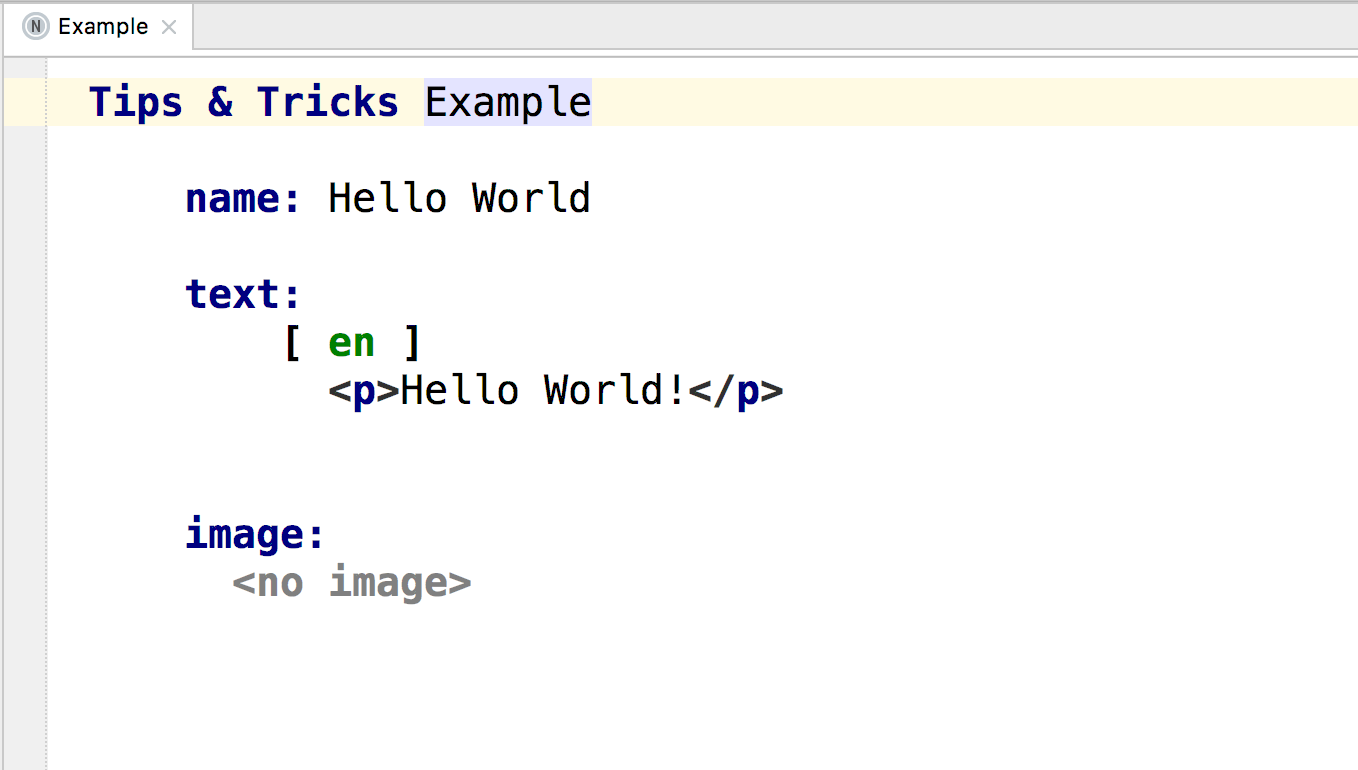 N Example
Tips & Tricks Example
name: Hello World
text:
[ en ]
<p>Hello World!</p>
image:
<no image>